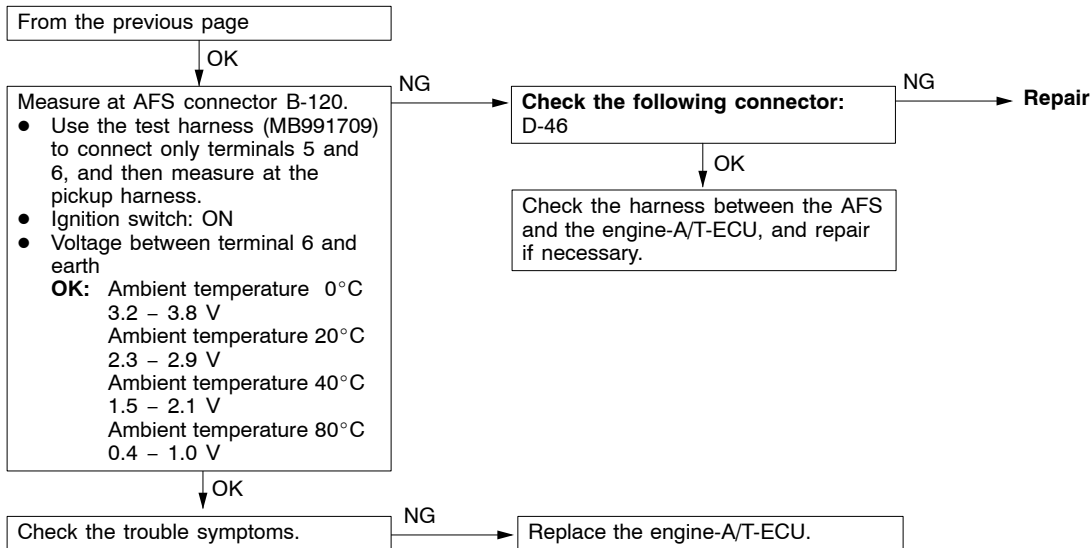 From the previous page
OK
Measure at AFS connector B-120.
● Use the test harness (MB991709)
to connect only terminals 5 and
6, and then measure at the
pickup harness.
● Ignition switch: ON
● Voltage between terminal 6 and
earth
OK: Ambient temperature 0°C
3.2 – 3.8 V
Ambient temperature 20°C
2.3 – 2.9 V
Ambient temperature 40°C
1.5 – 2.1 V
Ambient temperature 80°C
0.4 – 1.0 V
NG
Check the following connector:
D-46
NG
Repair
OK
Check the harness between the AFS
and the engine-A/T-ECU, and repair
if necessary.
OK
Check the trouble symptoms.
NG
Replace the engine-A/T-ECU.